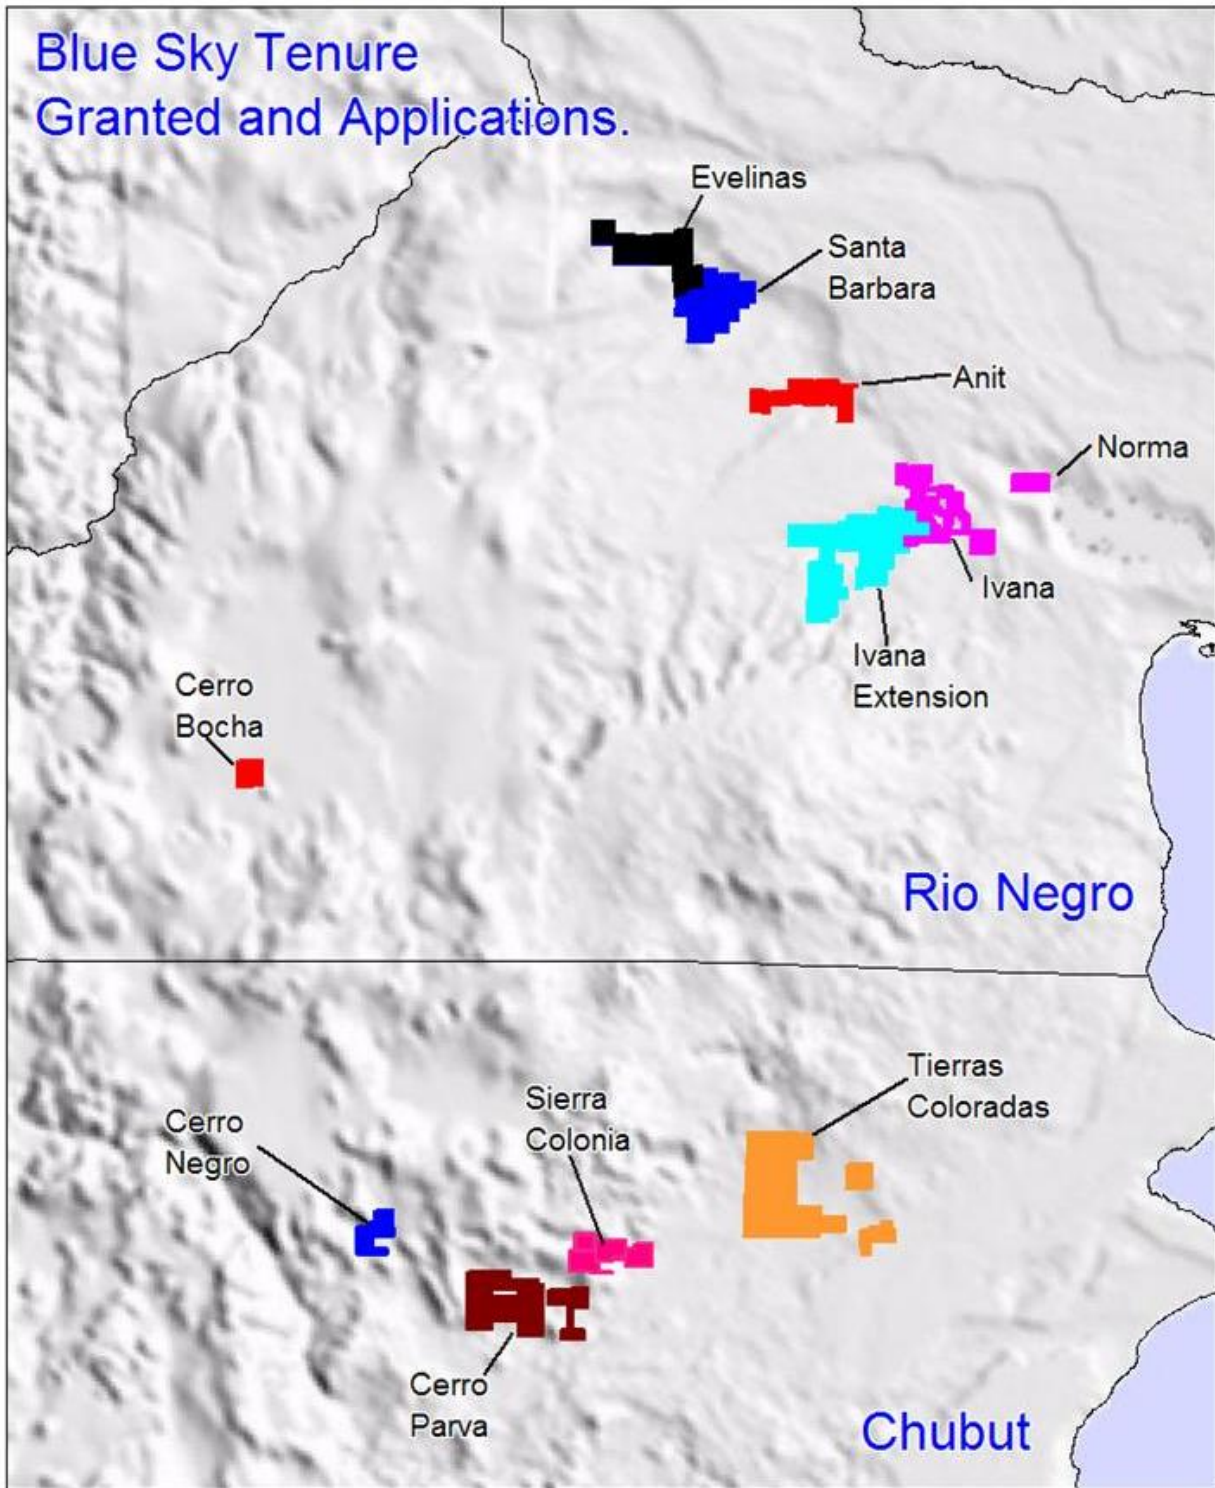 Blue Sky Tenure
Granted and Applications.
Evelinas
Santa
Barbara
Anit
Norma
Ivana
Ivana
Extension
Cerro
Bocha
Rio Negro
Tierras
Coloradas
Sierra
Colonia
Cerro
Negro
Cerro
Parva
Chubut